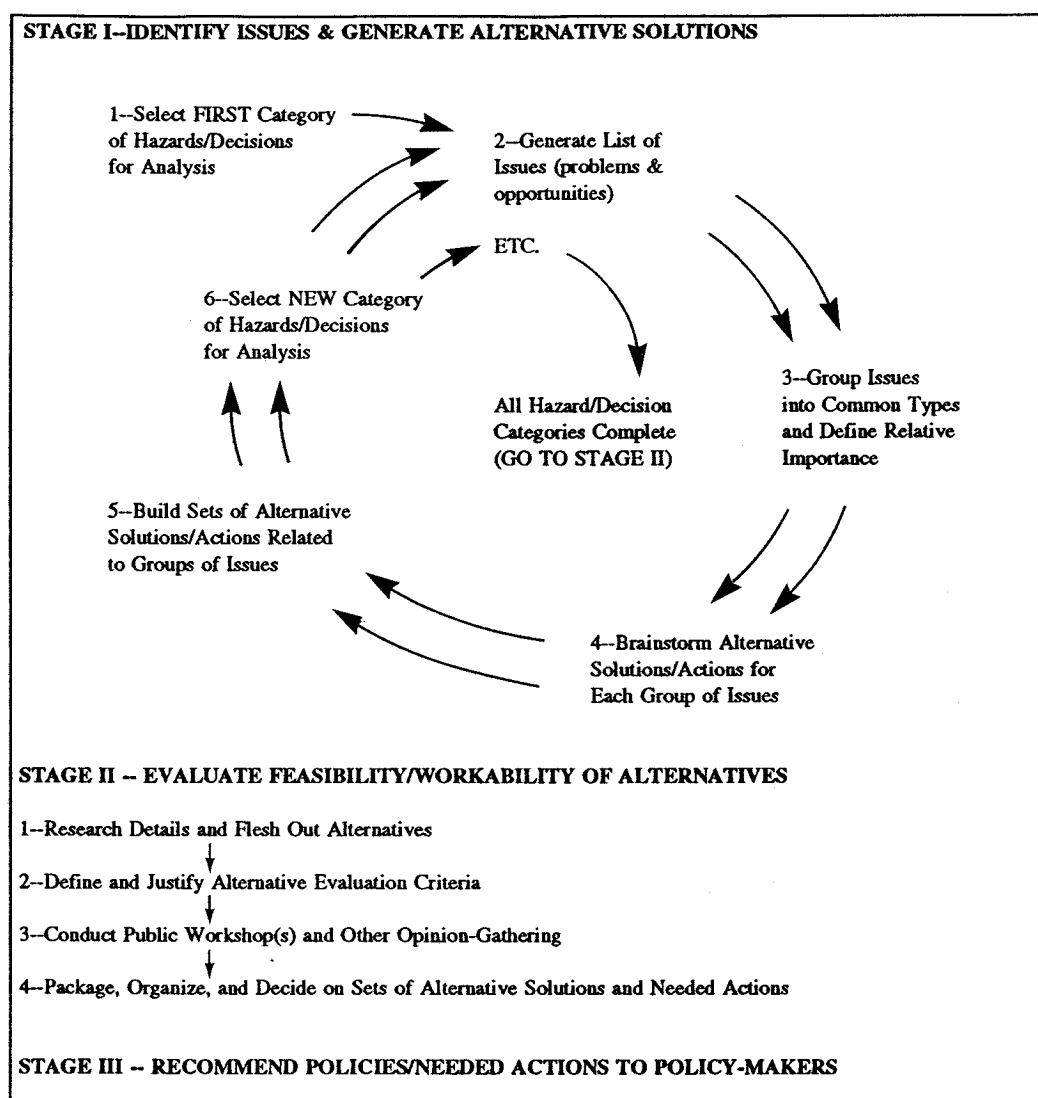 STAGE I--IDENTIFY ISSUES & GENERATE ALTERNATIVE SOLUTIONS
1--Select FIRST Category
of Hazards/Decisions
for Analysis
2--Generate List of
Issues (problems &
opportunities)
ETC.
6--Select NEW Category
of Hazards/Decisions
for Analysis
3--Group Issues
into Common Types
and Define Relative
Importance
All Hazard/Decision
Categories Complete
(GO TO STAGE II)
5--Build Sets of Alternative
Solutions/Actions Related
to Groups of Issues
4--Brainstorm Alternative
Solutions/Actions for
Each Group of Issues
STAGE II -- EVALUATE FEASIBILITY/WORKABILITY OF ALTERNATIVES
1--Research Details and Flesh Out Alternatives
2--Define and Justify Alternative Evaluation Criteria
3--Conduct Public Workshop(s) and Other Opinion-Gathering
4--Package, Organize, and Decide on Sets of Alternative Solutions and Needed Actions
STAGE III -- RECOMMEND POLICIES/NEEDED ACTIONS TO POLICY-MAKERS